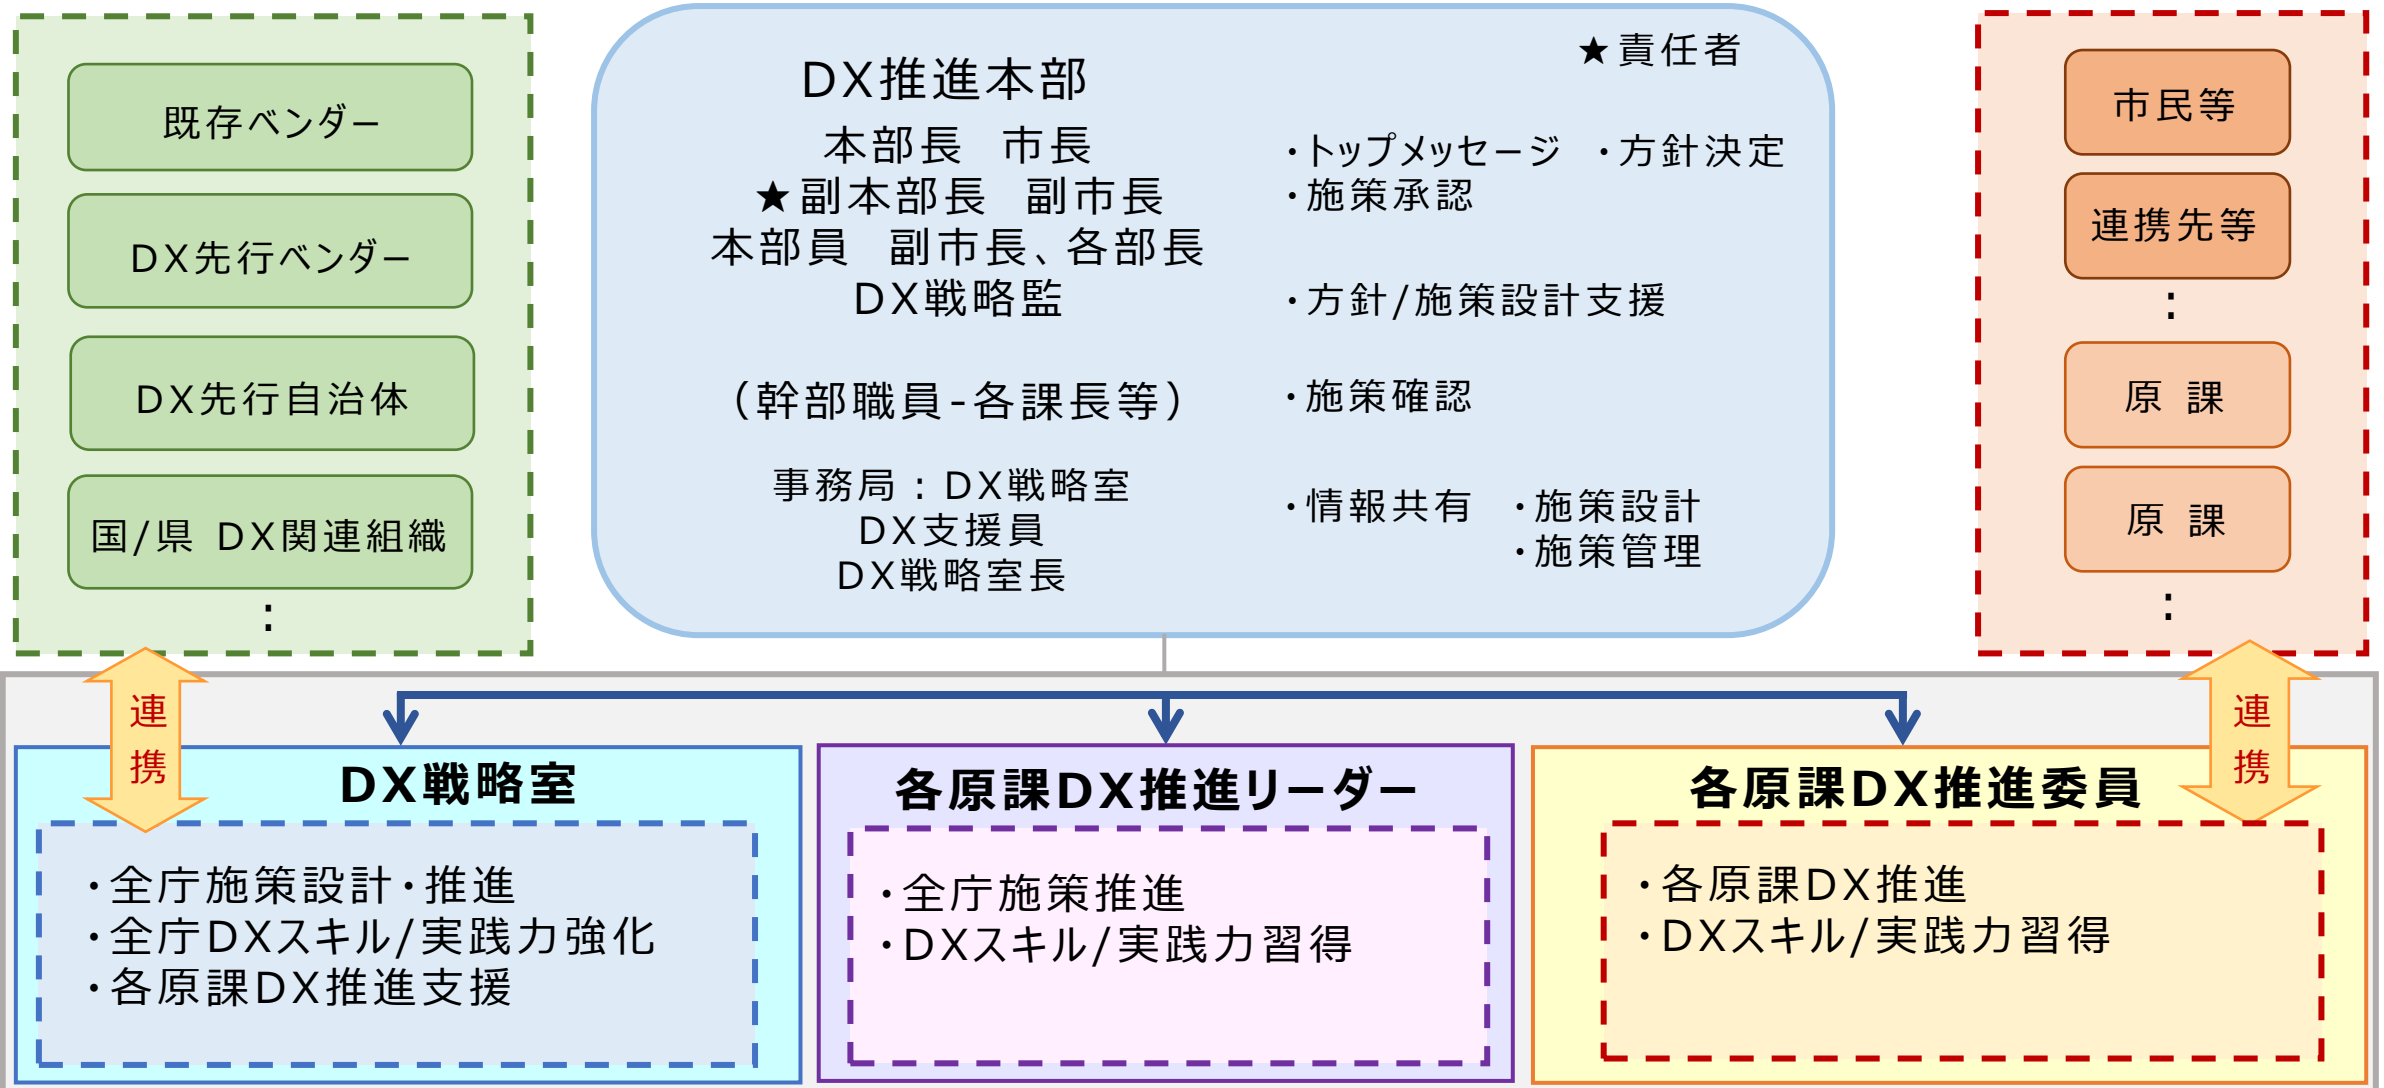 既存ベンダー
DX先行ベンダー
DX先行自治体
国/県 DX関連組織
：
★責任者
DX推進本部
本部長　市長
★副本部長　副市長
本部員　副市長、各部長
DX戦略監
（幹部職員-各課長等）
事務局：DX戦略室
DX支援員
DX戦略室長
・トップメッセージ　・方針決定
・施策承認
・方針/施策設計支援
・施策確認
・情報共有　・施策設計
・施策管理
市民等
連携先等
：
原 課
原 課
：
連
携
連
携
DX戦略室
・全庁施策設計・推進
・全庁DXスキル/実践力強化
・各原課DX推進支援
各原課DX推進リーダー
・全庁施策推進
・DXスキル/実践力習得
各原課DX推進委員
・各原課DX推進
・DXスキル/実践力習得